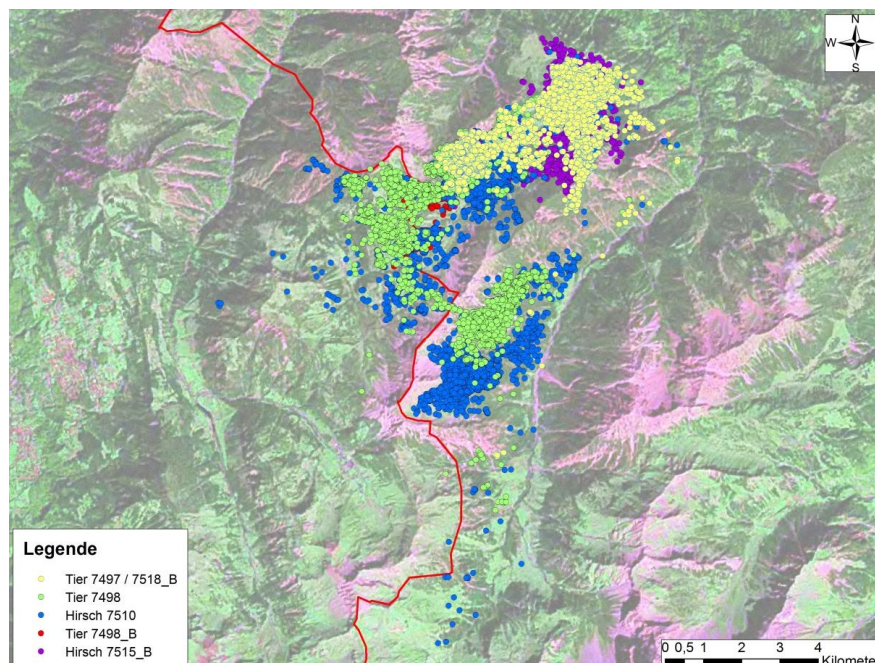 N
W E
S
Legende
Tier 7497 / 7518_B
Tier 7498
Hirsch 7510
Tier 7498_B
Hirsch 7515_B
0 0,5 1 2 3 4
Kilomete